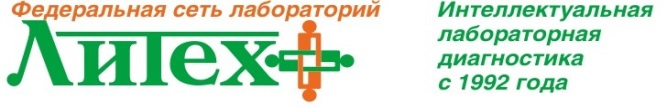 Федеральная сеть лабораторий
ЛиТех
Интеллектуальная
лабораторная
диагностика
с 1992 года